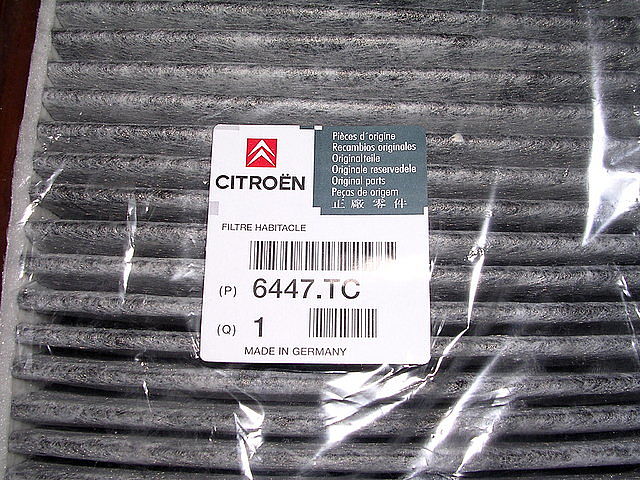 CITROËN
Pièces d'origine
Recambios originales
Originalteile
Originale reservedele
Original parts
Peças de origem
正廠零件
FILTRE HABITACLE
(P) 6447.TC
(Q) 1
MADE IN GERMANY